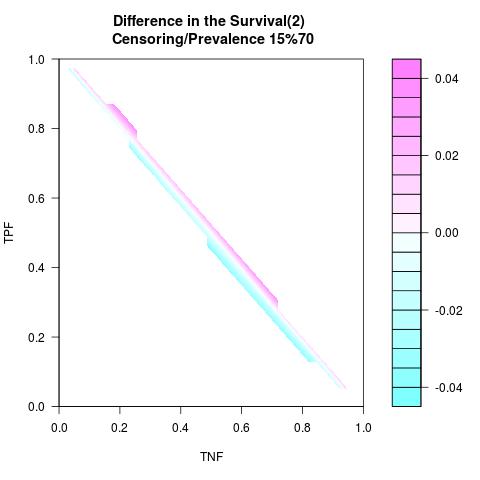 Difference in the Survival(2)
Censoring/Prevalence 15%70
TPF
1.0
0.8
0.6
0.4
0.2
0.0
0.0 0.2 0.4 0.6 0.8 1.0
TNF
0.04
0.02
0.00
-0.02
-0.04